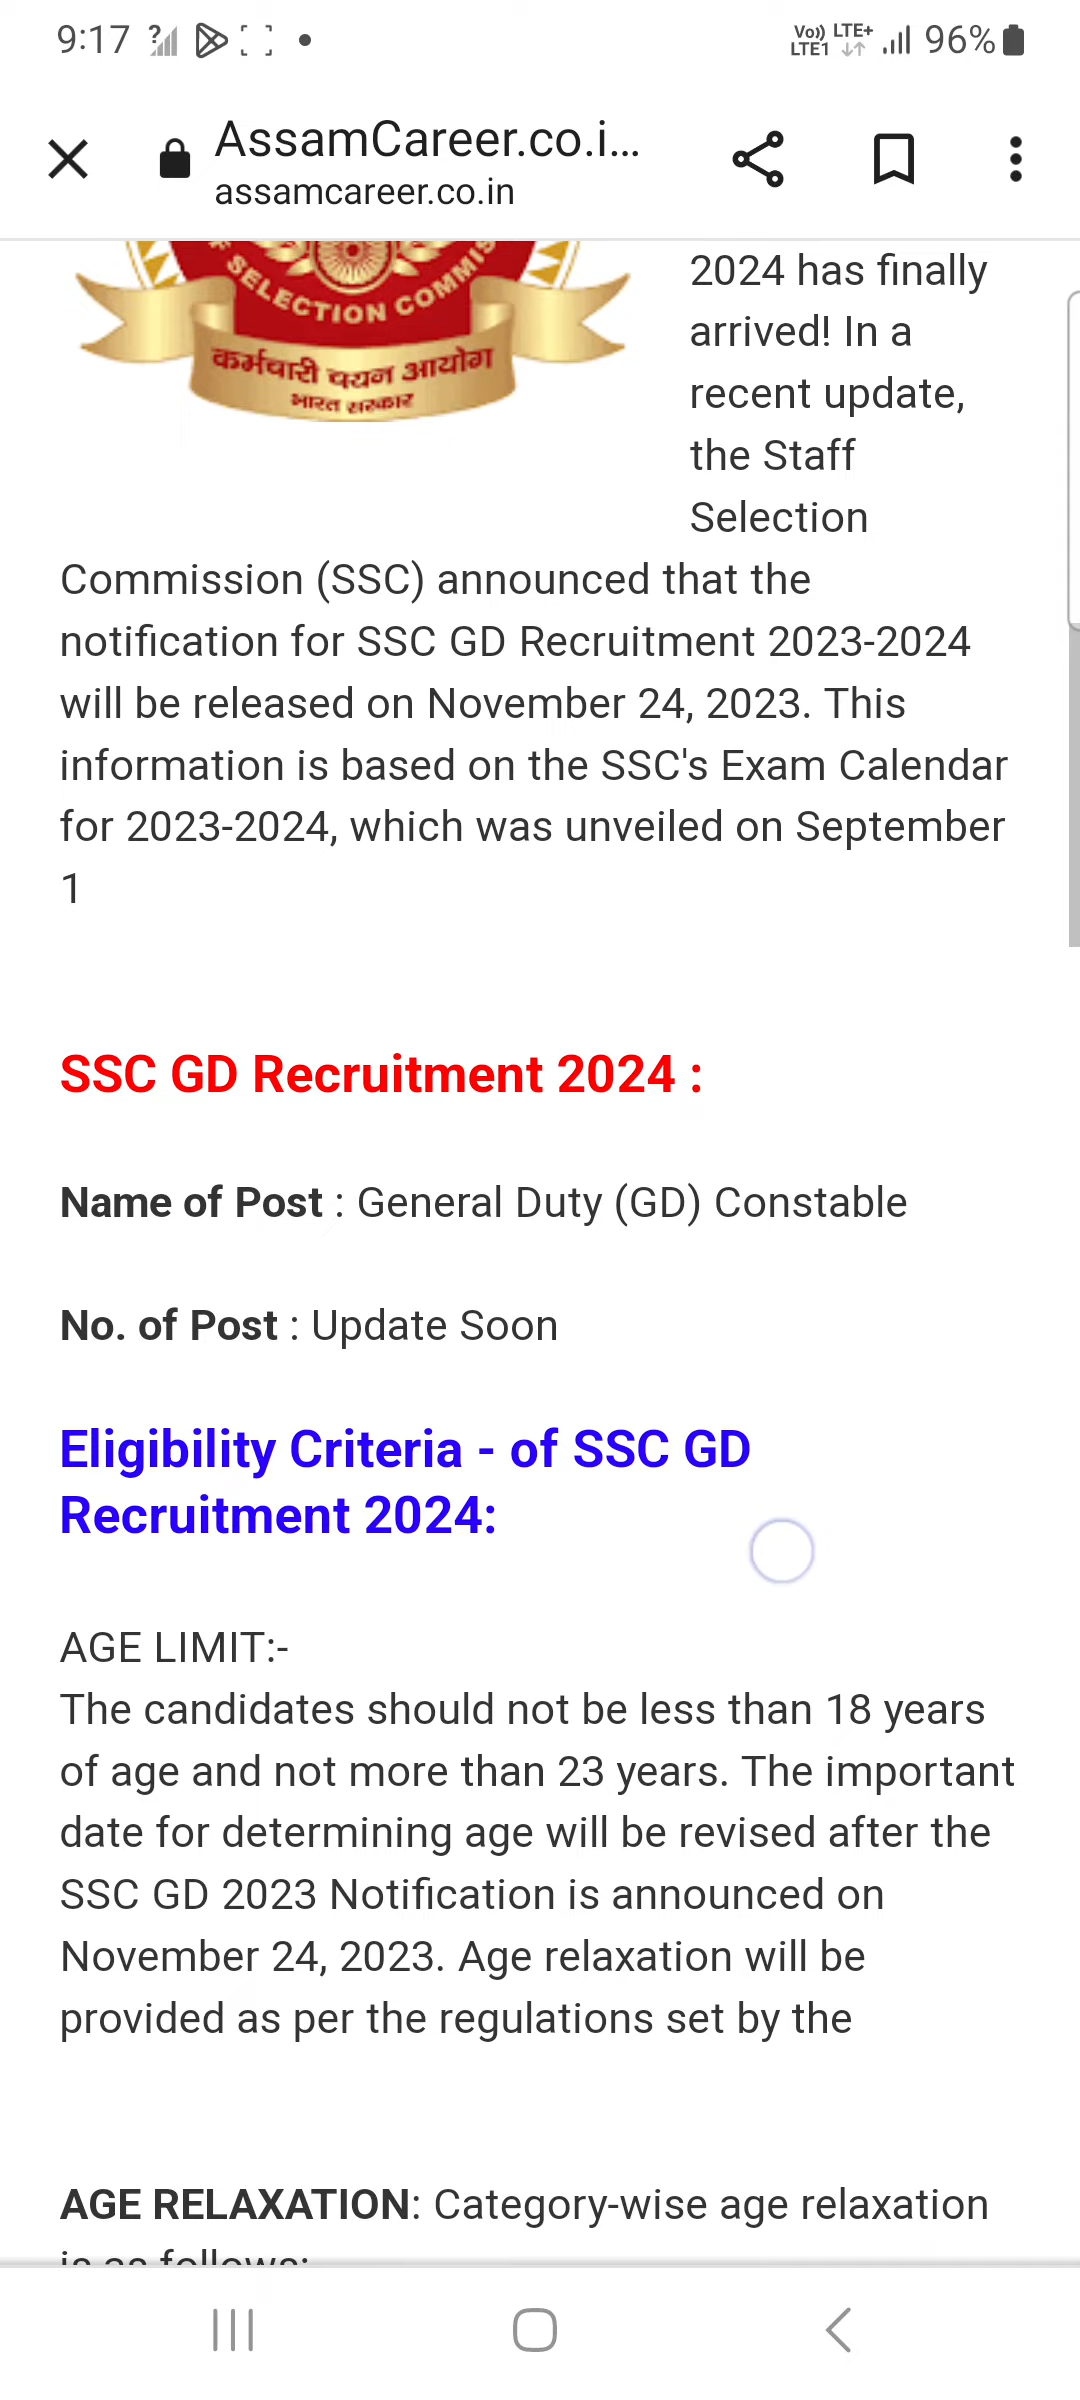 9:17
Vo)) LTE+
LTE1
96%
AssamCareer.co.i...
assamcareer.co.in
F SELECTION COMMIS
कर्मचारी चयन आयोग
भारत सरकार
2024 has finally
arrived! In a
recent update,
the Staff
Selection
Commission (SSC) announced that the
notification for SSC GD Recruitment 2023-2024
will be released on November 24, 2023. This
information is based on the SSC's Exam Calendar
for 2023-2024, which was unveiled on September
1
SSC GD Recruitment 2024 :
Name of Post : General Duty (GD) Constable
No. of Post : Update Soon
Eligibility Criteria - of SSC GD
Recruitment 2024:
AGE LIMIT:-
The candidates should not be less than 18 years
of age and not more than 23 years. The important
date for determining age will be revised after the
SSC GD 2023 Notification is announced on
November 24, 2023. Age relaxation will be
provided as per the regulations set by the
AGE RELAXATION: Category-wise age relaxation
is as follows: